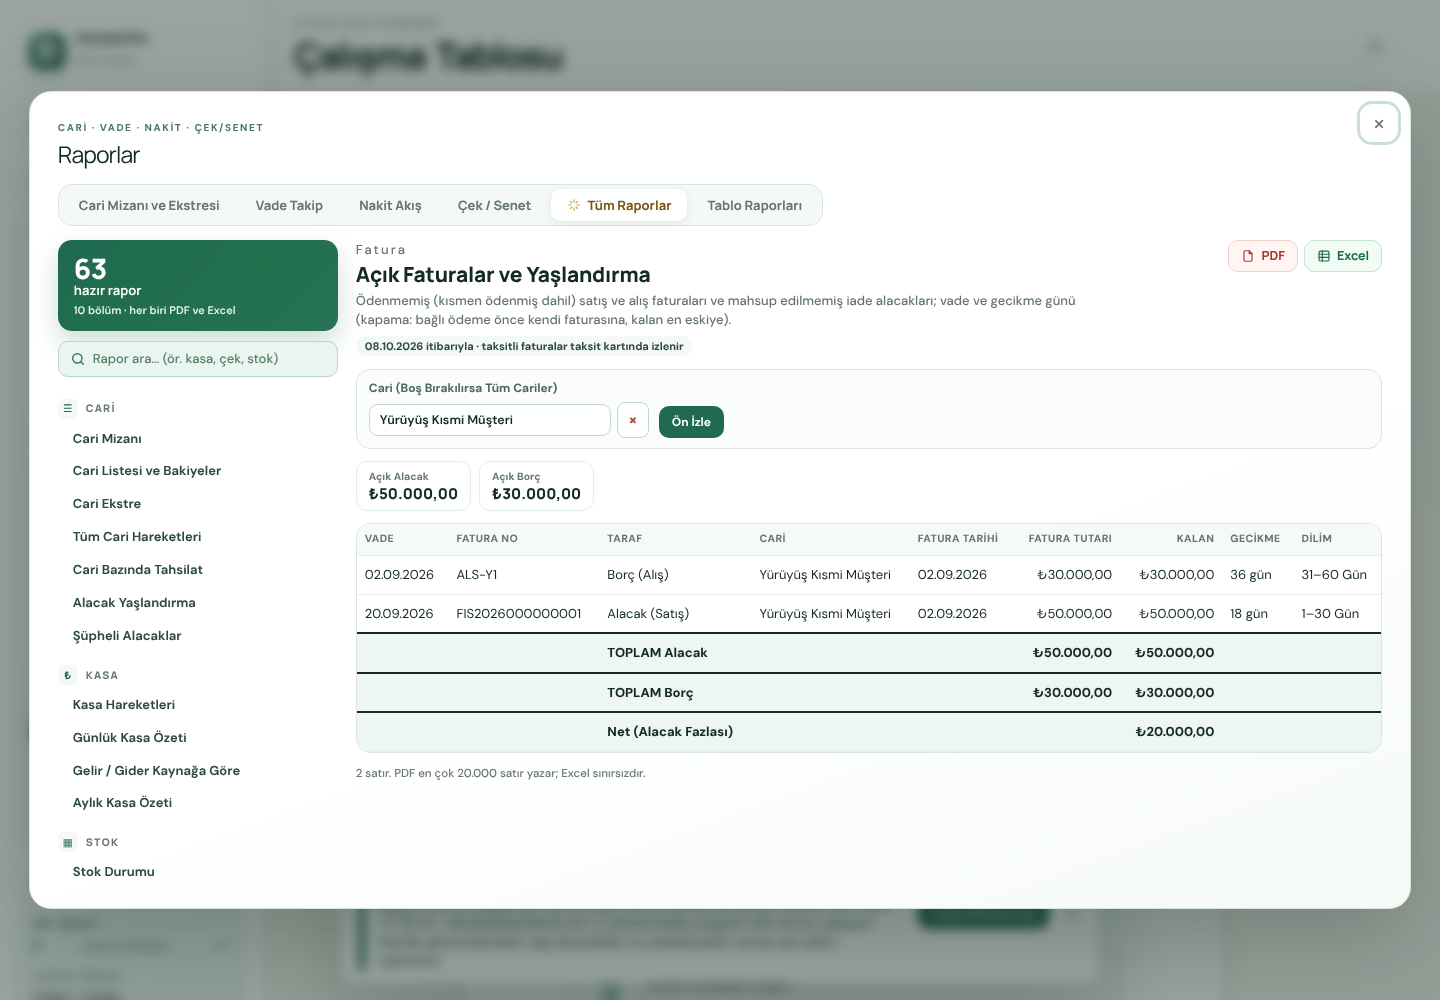 Çalışma Tablosu
CARİ · VADE · NAKİT · ÇEK/SENET
Raporlar
×
Cari Mizanı ve Ekstresi
Vade Takip
Nakit Akış
Çek / Senet
Tüm Raporlar
Tablo Raporları
63
hazır rapor
10 bölüm · her biri PDF ve Excel
Rapor ara... (ör. kasa, çek, stok)
CARİ
Cari Mizanı
Cari Listesi ve Bakiyeler
Cari Ekstre
Tüm Cari Hareketleri
Cari Bazında Tahsilat
Alacak Yaşlandırma
Şüpheli Alacaklar
₺ KASA
Kasa Hareketleri
Günlük Kasa Özeti
Gelir / Gider Kaynağa Göre
Aylık Kasa Özeti
STOK
Stok Durumu
Fatura
Açık Faturalar ve Yaşlandırma
PDF
Excel
Ödenmemiş (kısmen ödenmiş dahil) satış ve alış faturaları ve mahsup edilmemiş iade alacakları; vade ve gecikme günü
(kapama: bağlı ödeme önce kendi faturasına, kalan en eskiye).
08.10.2026 itibarıyla · taksitli faturalar taksit kartında izlenir
Cari (Boş Bırakılırsa Tüm Cariler)
Yürüyüş Kısmi Müşteri
×
Ön İzle
Açık Alacak
₺50.000,00
Açık Borç
₺30.000,00
VADE FATURA NO TARAF CARİ FATURA TARİHİ FATURA TUTARI KALAN GECİKME DİLİM
02.09.2026 ALS-Y1 Borç (Alış) Yürüyüş Kısmi Müşteri 02.09.2026 ₺30.000,00 ₺30.000,00 36 gün 31–60 Gün
20.09.2026 FIS2026000000001 Alacak (Satış) Yürüyüş Kısmi Müşteri 02.09.2026 ₺50.000,00 ₺50.000,00 18 gün 1–30 Gün
TOPLAM Alacak ₺50.000,00 ₺50.000,00
TOPLAM Borç ₺30.000,00 ₺30.000,00
Net (Alacak Fazlası) ₺20.000,00
2 satır. PDF en çok 20.000 satır yazar; Excel sınırsızdır.